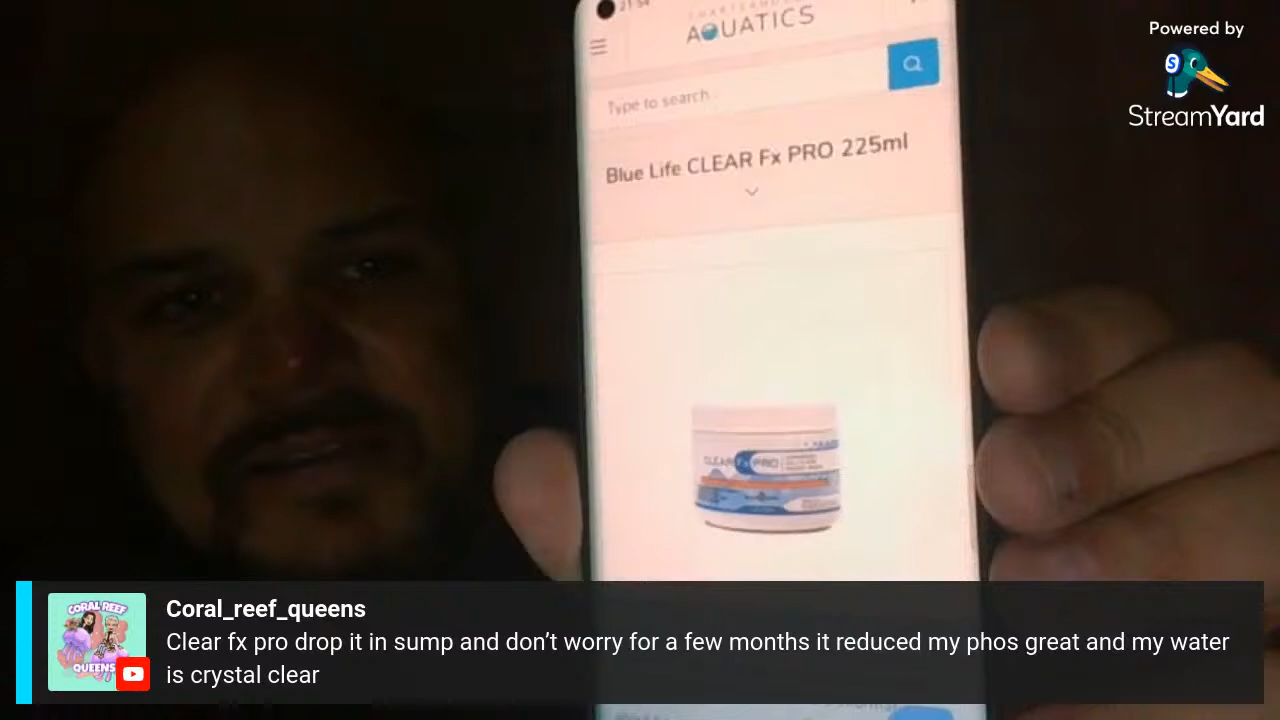 21:54
AQUATICS
Type to search
Blue Life CLEAR Fx PRO 225ml
CLEAR Fx PRO
Powered by
StreamYard
CORAL REEF
QUEENS
Coral_reef_queens
Clear fx pro drop it in sump and don’t worry for a few months it reduced my phos great and my water
is crystal clear